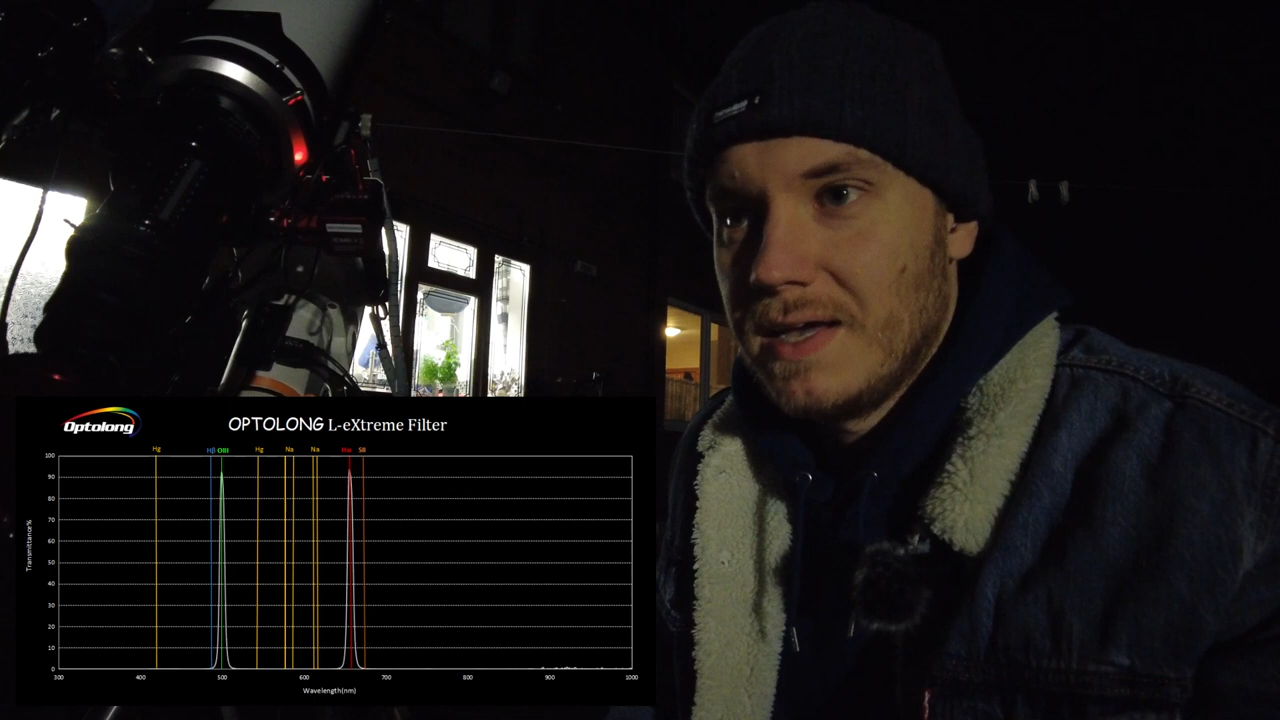 Optolong
OPTOLONG L-eXtreme Filter
Hg Hβ OIII Hg Na Na Hα SII
100
90
80
70
60
50
40
30
20
10
0
Transmittance%
300 400 500 600 700 800 900 1000
Wavelength(nm)